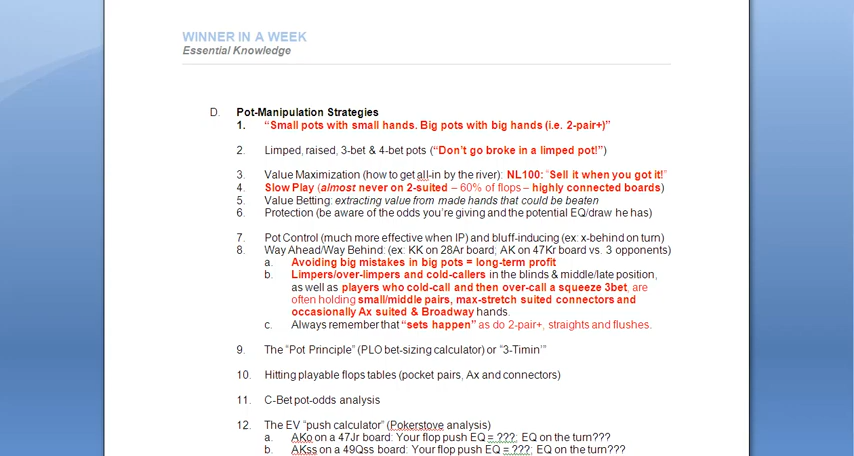 WINNER IN A WEEK
Essential Knowledge
D. Pot-Manipulation Strategies
1. “Small pots with small hands. Big pots with big hands (i.e. 2-pair+)”
2. Limped, raised, 3-bet & 4-bet pots (“Don’t go broke in a limped pot!”)
3. Value Maximization (how to get all-in by the river): NL100: “Sell it when you got it!”
4. Slow Play (almost never on 2-suited – 60% of flops – highly connected boards)
5. Value Betting: extracting value from made hands that could be beaten
6. Protection (be aware of the odds you’re giving and the potential EQ/draw he has)
7. Pot Control (much more effective when IP) and bluff-inducing (ex: x-behind on turn)
8. Way Ahead/Way Behind: (ex: KK on 28Ar board; AK on 47Kr board vs. 3 opponents)
a. Avoiding big mistakes in big pots = long-term profit
b. Limpers/over-limpers and cold-callers in the blinds & middle/late position,
as well as players who cold-call and then over-call a squeeze 3bet, are
often holding small/middle pairs, max-stretch suited connectors and
occasionally Ax suited & Broadway hands.
c. Always remember that “sets happen” as do 2-pair+, straights and flushes.
9. The “Pot Principle” (PLO bet-sizing calculator) or “3-Timin’”
10. Hitting playable flops tables (pocket pairs, Ax and connectors)
11. C-Bet pot-odds analysis
12. The EV “push calculator” (Pokerstove analysis)
a. AKo on a 47Jr board: Your flop push EQ = ???; EQ on the turn???
b. AKss on a 49Qss board: Your flop push EQ = ???; EQ on the turn???